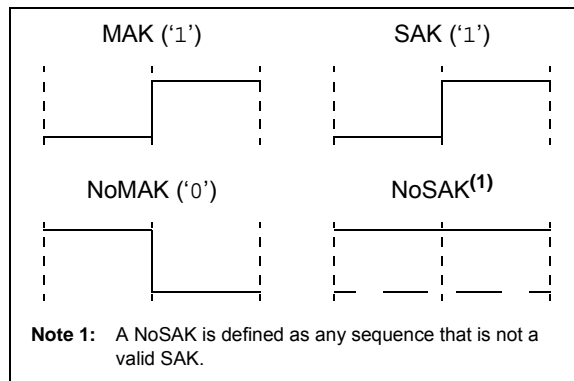 MAK (‘1’) SAK (‘1’)
NoMAK (‘0’) NoSAK(1)
Note 1: A NoSAK is defined as any sequence that is not a
valid SAK.